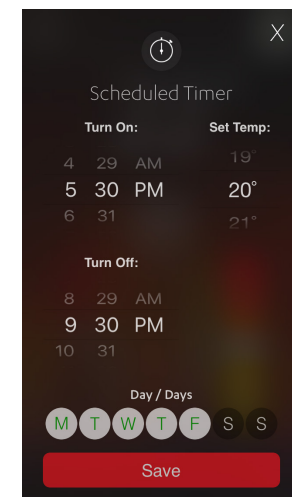 X
Scheduled Timer
Turn On: Set Temp:
4 29 AM 19°
5 30 PM 20°
6 31 21°
Turn Off:
8 29 AM
9 30 PM
10 31
Day / Days
M T W T F S S
Save